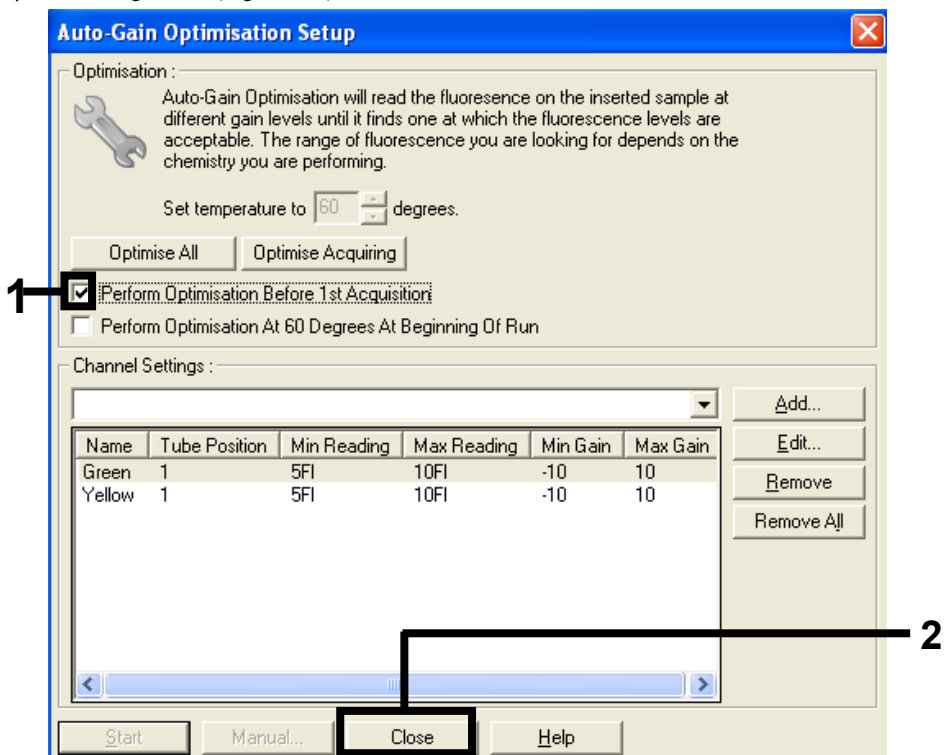 Auto-Gain Optimisation Setup
Optimisation :
Auto-Gain Optimisation will read the fluoresence on the inserted sample at
different gain levels until it finds one at which the fluorescence levels are
acceptable. The range of fluorescence you are looking for depends on the
chemistry you are performing.
Set temperature to 60 degrees.
Optimise All Optimise Acquiring
1 Perform Optimisation Before 1st Acquisition
Perform Optimisation At 60 Degrees At Beginning Of Run
Channel Settings :
Add...
Name Tube Position Min Reading Max Reading Min Gain Max Gain Edit...
Green 1 5Fl 10Fl -10 10
Remove
Yellow 1 5Fl 10Fl -10 10
Remove All
2
Start Manual... Close Help